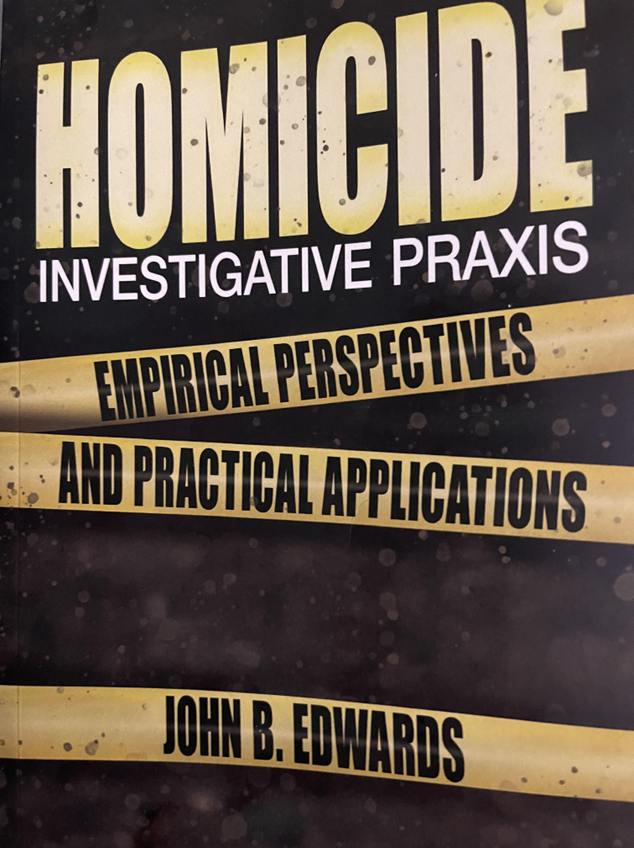 HOMICIDE
INVESTIGATIVE PRAXIS
EMPIRICAL PERSPECTIVES
AND PRACTICAL APPLICATIONS
JOHN B. EDWARDS